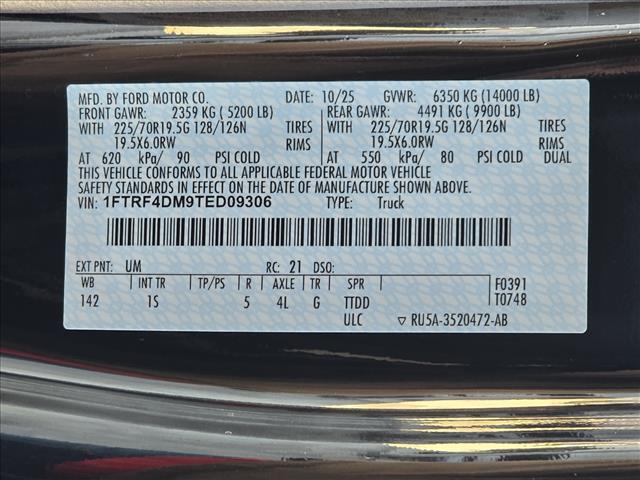 MFD. BY FORD MOTOR CO. DATE: 10/25 GVWR: 6350 KG (14000 LB)
FRONT GAWR: 2359 KG (5200 LB) REAR GAWR: 4491 KG (9900 LB)
WITH 225/70R19.5G 128/126N TIRES WITH 225/70R19.5G 128/126N TIRES
19.5X6.0RW RIMS 19.5X6.0RW RIMS
AT 620 kPa/ 90 PSI COLD AT 550 kPa/ 80 PSI COLD DUAL
THIS VEHICLE CONFORMS TO ALL APPLICABLE FEDERAL MOTOR VEHICLE
SAFETY STANDARDS IN EFFECT ON THE DATE OF MANUFACTURE SHOWN ABOVE.
VIN: 1FTRF4DM9TED09306 TYPE: Truck
EXT PNT: UM RC: 21 DSO:
WB INT TR TP/PS R AXLE TR SPR F0391
142 1S 5 4L G TTDD T0748
ULC ▽ RU5A-3520472-AB